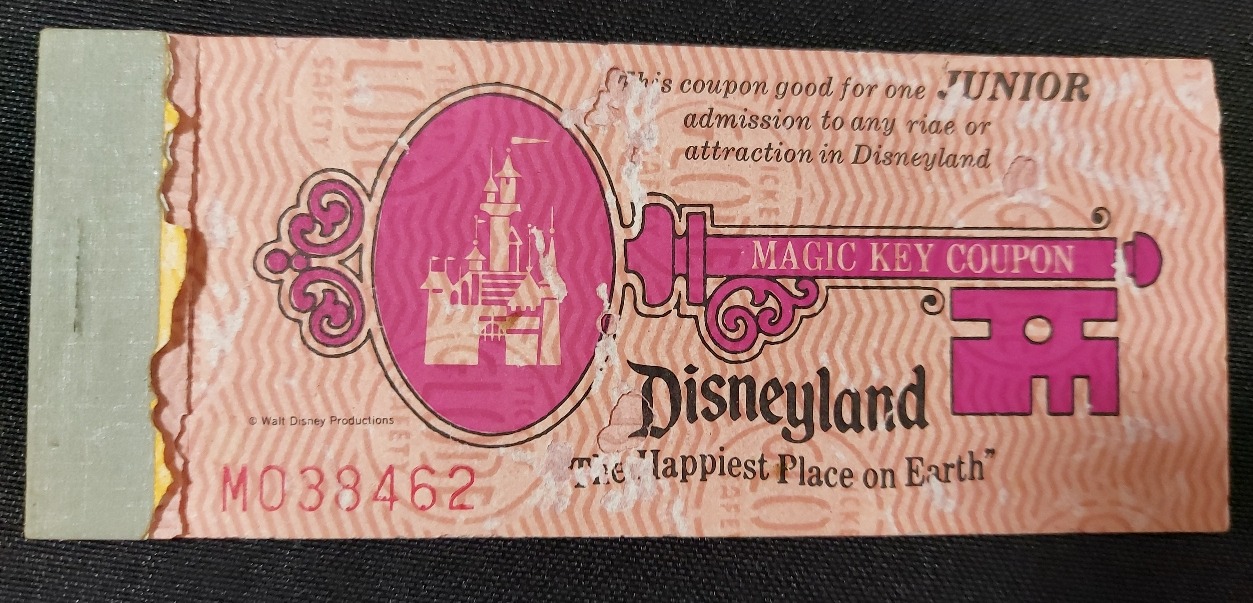 This coupon good for one JUNIOR
admission to any riae or
attraction in Disneyland
MAGIC KEY COUPON
Disneyland
"The Happiest Place on Earth"
© Walt Disney Productions
M038462